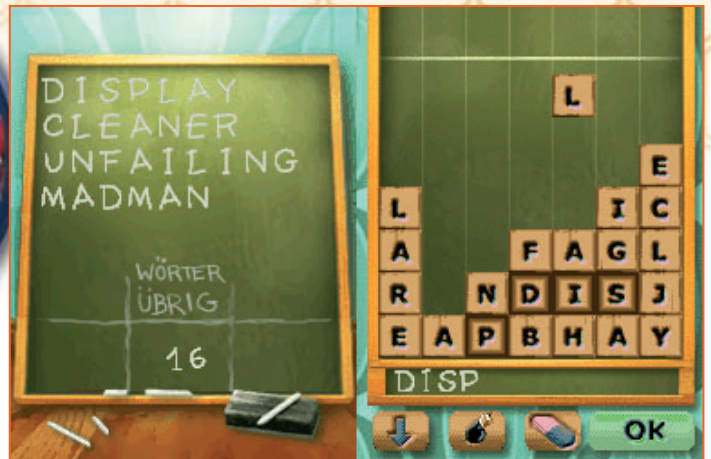 DISPLAY
CLEANER
UNFAILING
MADMAN
WÖRTER
ÜBRIG
16
L
E
L I C
A F A G L
R N D I S J
E A P B H A Y
DISP
OK